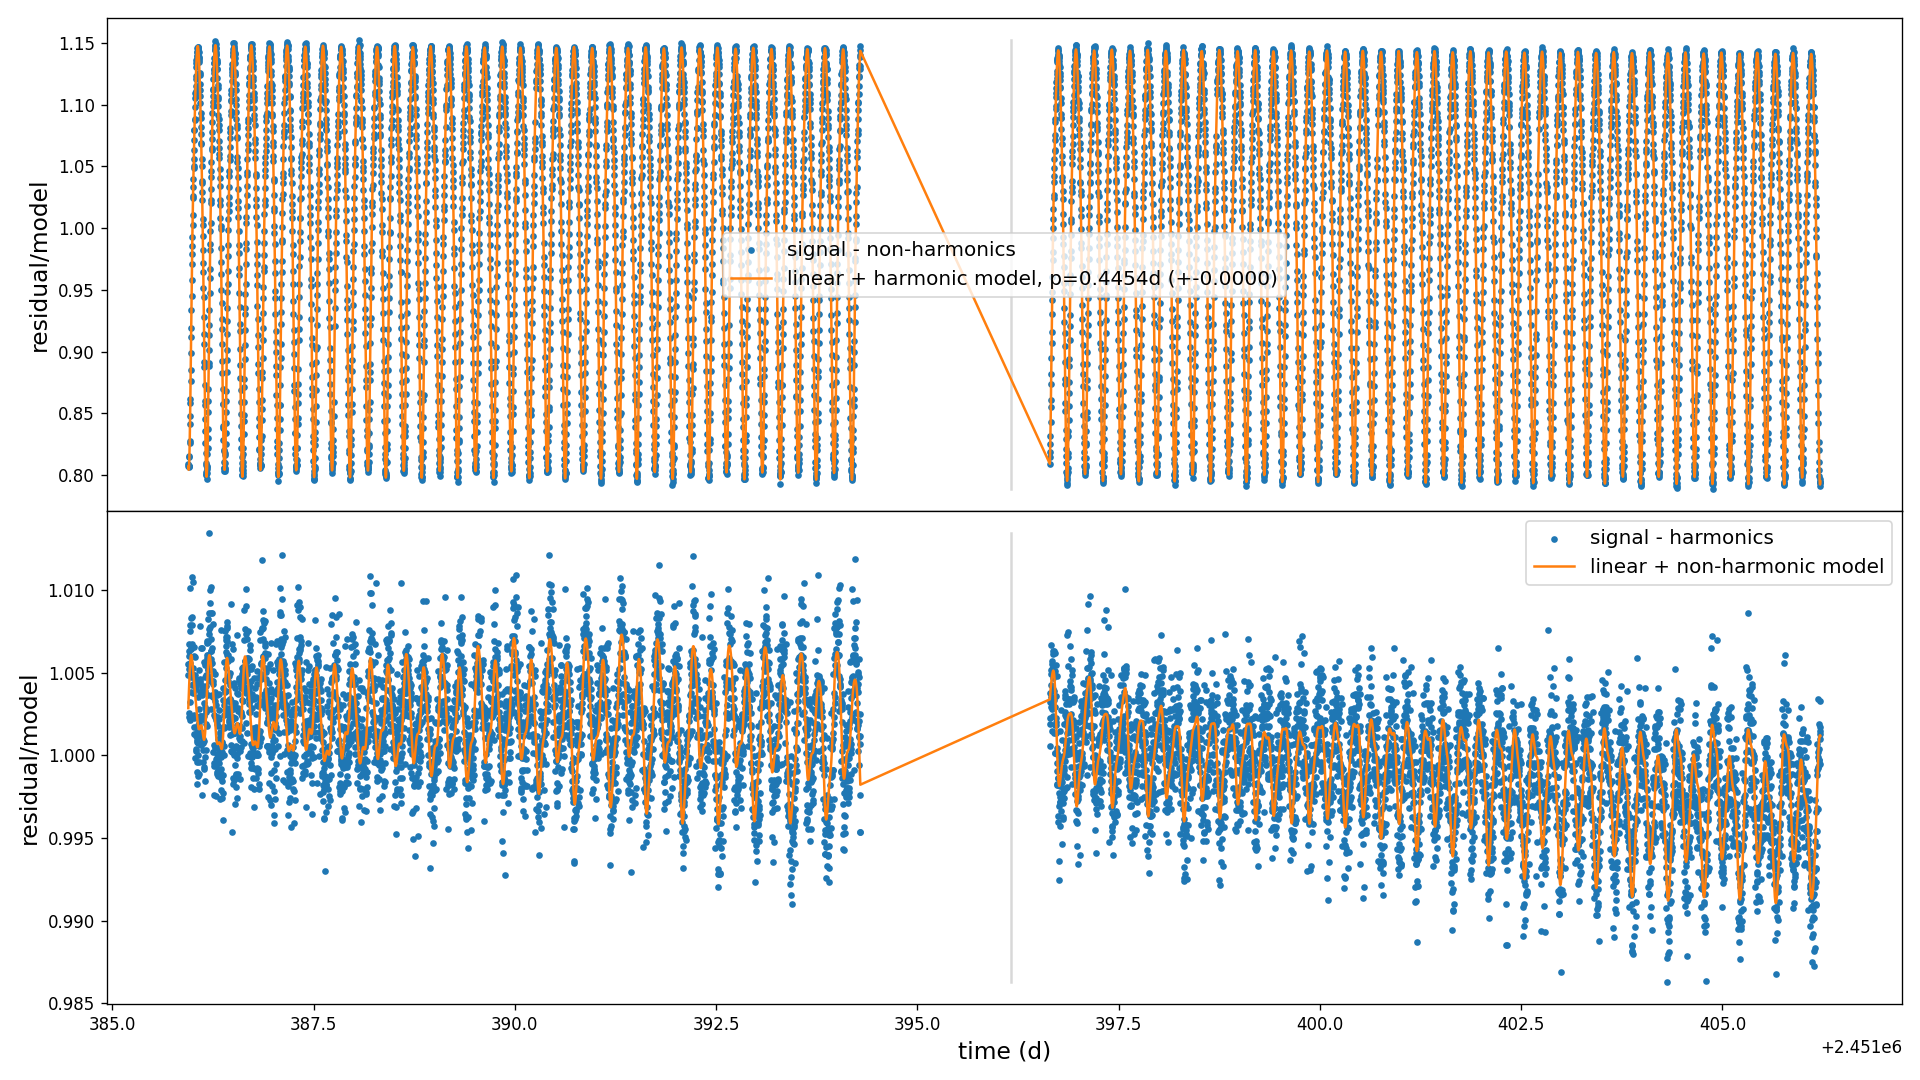 1.15
1.10
1.05
1.00
0.95
0.90
0.85
0.80
residual/model
signal - non-harmonics
linear + harmonic model, p=0.4454d (+-0.0000)
1.010
1.005
1.000
0.995
0.990
0.985
residual/model
signal - harmonics
linear + non-harmonic model
385.0 387.5 390.0 392.5 395.0 397.5 400.0 402.5 405.0
time (d)
+2.451e6